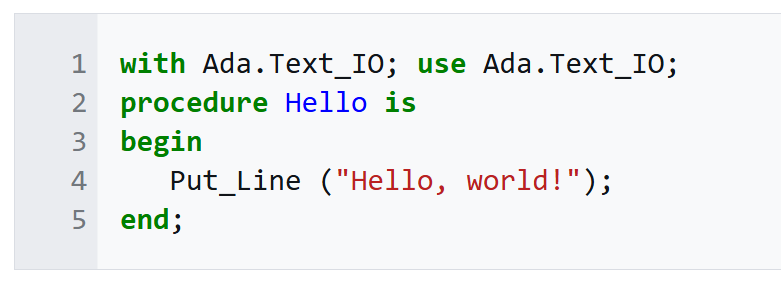 1 with Ada.Text_IO; use Ada.Text_IO;
2 procedure Hello is
3 begin
4    Put_Line ("Hello, world!");
5 end;